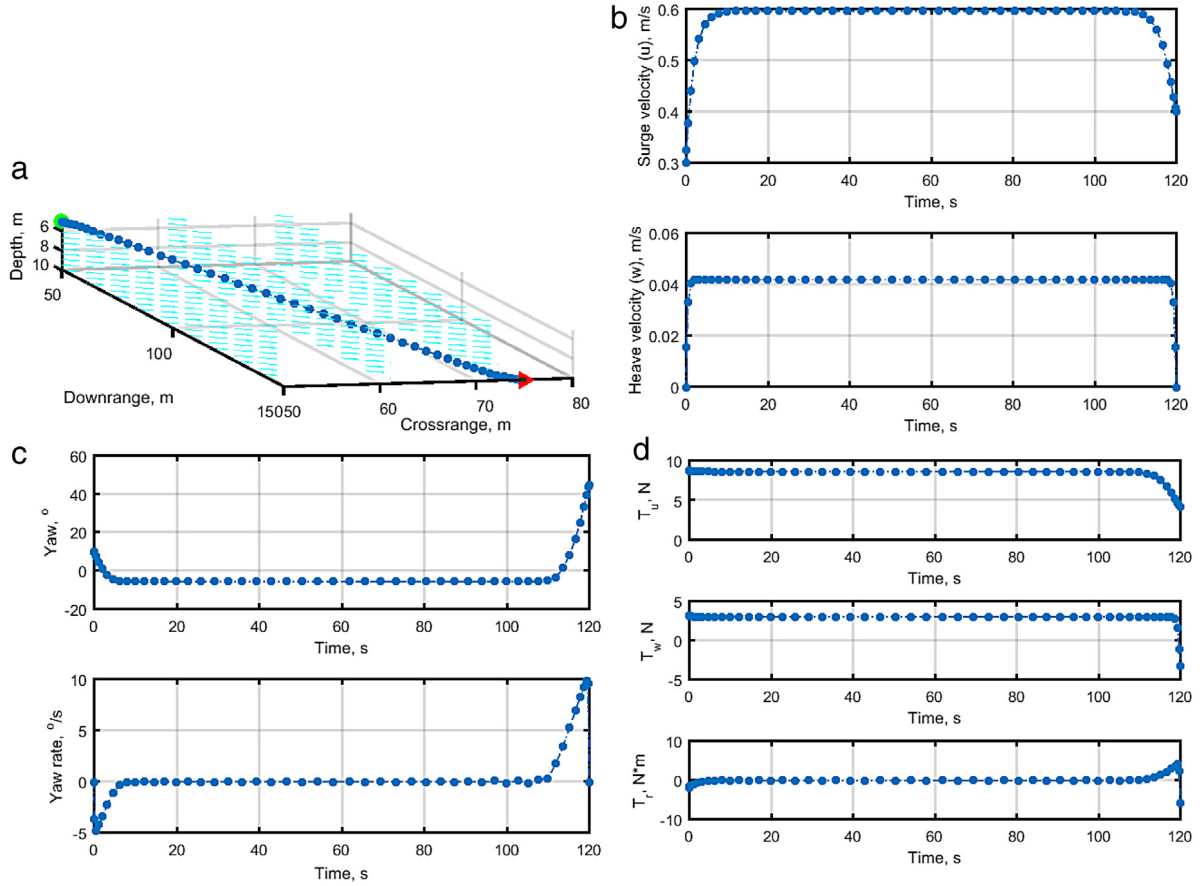 a
Depth, m
6
8
10
50
100
15050
60
70
80
Downrange, m
Crossrange, m
b
Surge velocity (u), m/s
0.6
0.5
0.4
0.3
0 20 40 60 80 100 120
Time, s
Heave velocity (w), m/s
0.06
0.04
0.02
0
0 20 40 60 80 100 120
Time, s
c
Yaw, °
60
40
20
0
-20
0 20 40 60 80 100 120
Time, s
Yaw rate, °/s
10
5
0
-5
0 20 40 60 80 100 120
Time, s
d
Tu, N
10
5
0
0 20 40 60 80 100 120
Time, s
Tw, N
5
0
-5
0 20 40 60 80 100 120
Time, s
Tr, N*m
10
0
-10
0 20 40 60 80 100 120
Time, s